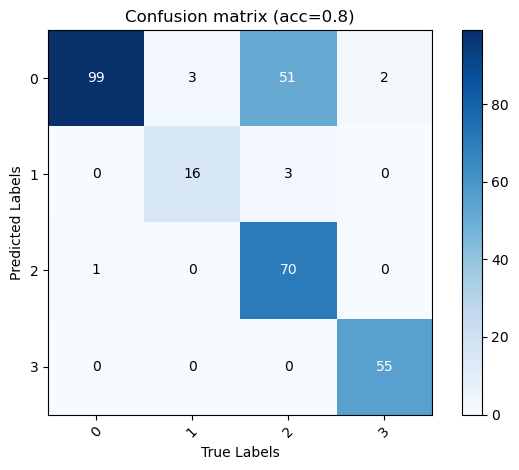 Confusion matrix (acc=0.8)
Predicted Labels
0 99 3 51 2
1 0 16 3 0
2 1 0 70 0
3 0 0 0 55
0 1 2 3
True Labels
80
60
40
20
0